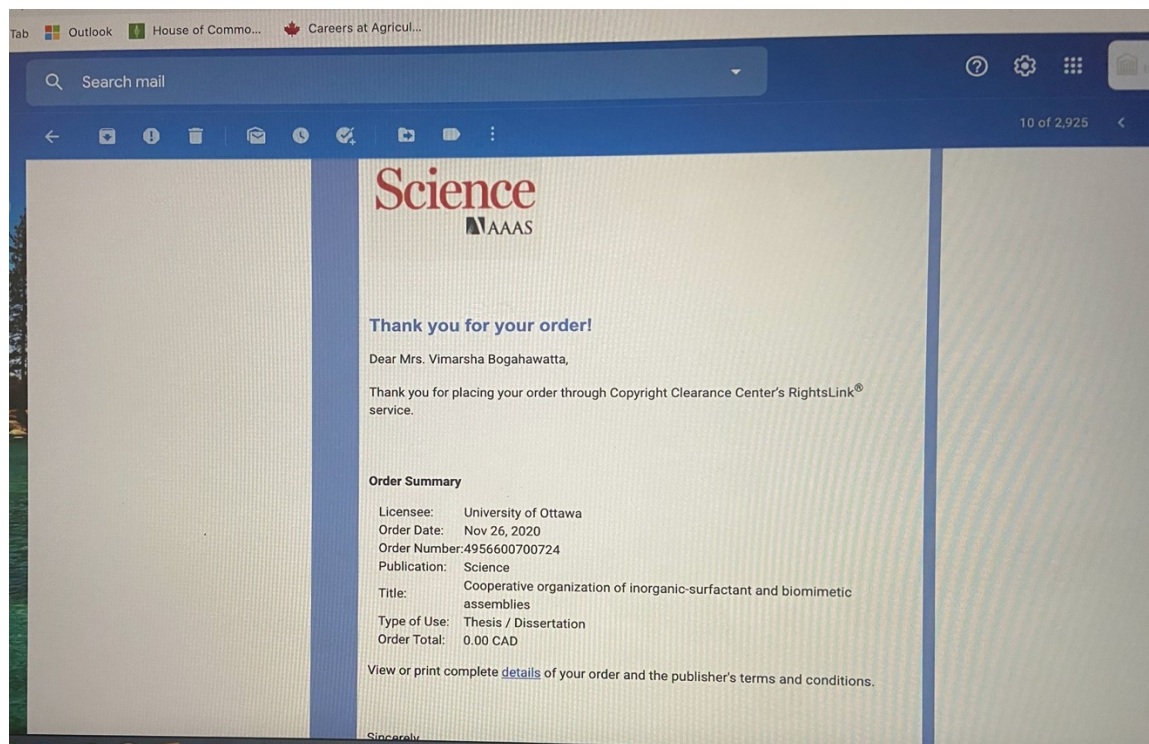 Tab Outlook House of Commo... Careers at Agricul...
Search mail
10 of 2,925
Science
AAAS
Thank you for your order!
Dear Mrs. Vimarsha Bogahawatta,
Thank you for placing your order through Copyright Clearance Center's RightsLink®
service.
Order Summary
Licensee: University of Ottawa
Order Date: Nov 26, 2020
Order Number:4956600700724
Publication: Science
Title: Cooperative organization of inorganic-surfactant and biomimetic
assemblies
Type of Use: Thesis / Dissertation
Order Total: 0.00 CAD
View or print complete details of your order and the publisher's terms and conditions.
Sincerely